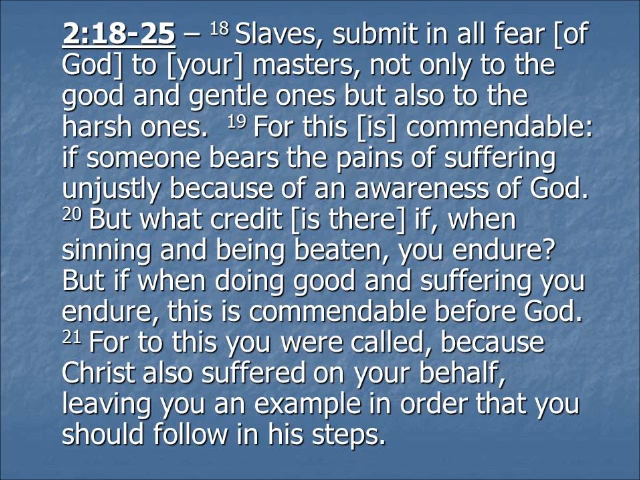 2:18-25 – 18 Slaves, submit in all fear [of
God] to [your] masters, not only to the
good and gentle ones but also to the
harsh ones. 19 For this [is] commendable:
if someone bears the pains of suffering
unjustly because of an awareness of God.
20 But what credit [is there] if, when
sinning and being beaten, you endure?
But if when doing good and suffering you
endure, this is commendable before God.
21 For to this you were called, because
Christ also suffered on your behalf,
leaving you an example in order that you
should follow in his steps.